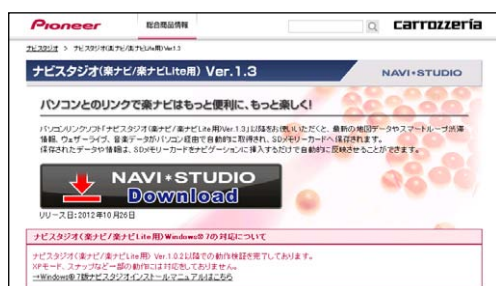 Pioneer
総合商品情報
carrozzeria
ナビスタジオ > ナビスタジオ(楽ナビ/楽ナビLite用)Ver1.3
ナビスタジオ(楽ナビ/楽ナビLite用) Ver.1.3
NAVI*STUDIO
パソコンとのリンクで楽ナビはもっと便利に、もっと楽しく!
パソコンリンクソフト「ナビスタジオ(楽ナビ/楽ナビLite用)Ver.1.3」以降をお使いいただくと、最新の地図データやスマートループ渋滞
情報、ウェザーライブ、音楽データがパソコン経由で自動的に取得され、SDメモリーカードへ保存されます。
保存されたデータや情報は、SDメモリーカードをナビゲーションに挿入するだけで自動的に反映させることができます。
NAVI*STUDIO
Download
リリース日:2012年10月26日
ナビスタジオ(楽ナビ/楽ナビLite用)Windows® 7の対応について
ナビスタジオ(楽ナビ/楽ナビLite用) Ver.1.0.2以降での動作検証を完了しております。
XPモード、スナップなど一部の動作には対応をしておりません。
→Windows® 7版ナビスタジオインストールマニュアルはこちら